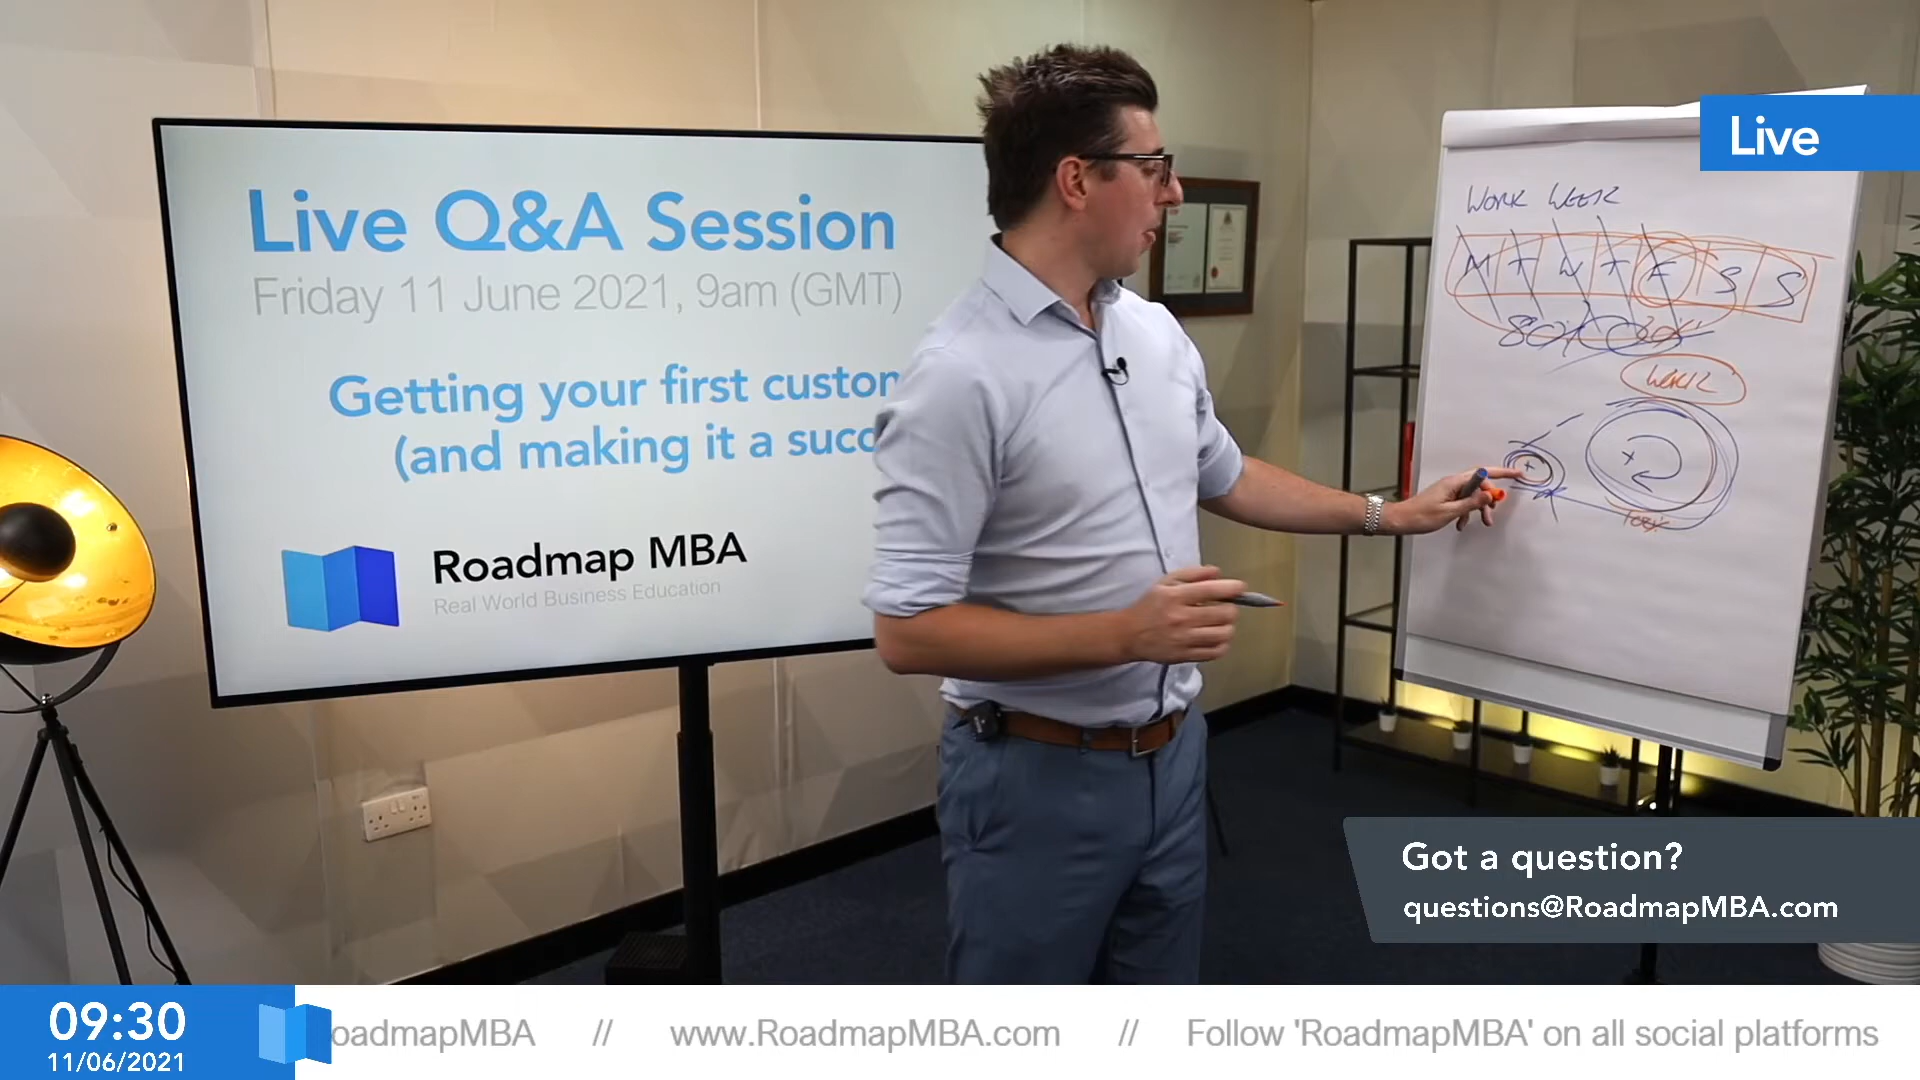 Live Q&A Session
Friday 11 June 2021, 9am (GMT)
Getting your first custom
(and making it a succ
Roadmap MBA
Real World Business Education
Live
WORK WEEK
M T W T F S S
80%
WORK
Got a question?
questions@RoadmapMBA.com
09:30
11/06/2021
oadmapMBA // www.RoadmapMBA.com // Follow 'RoadmapMBA' on all social platforms